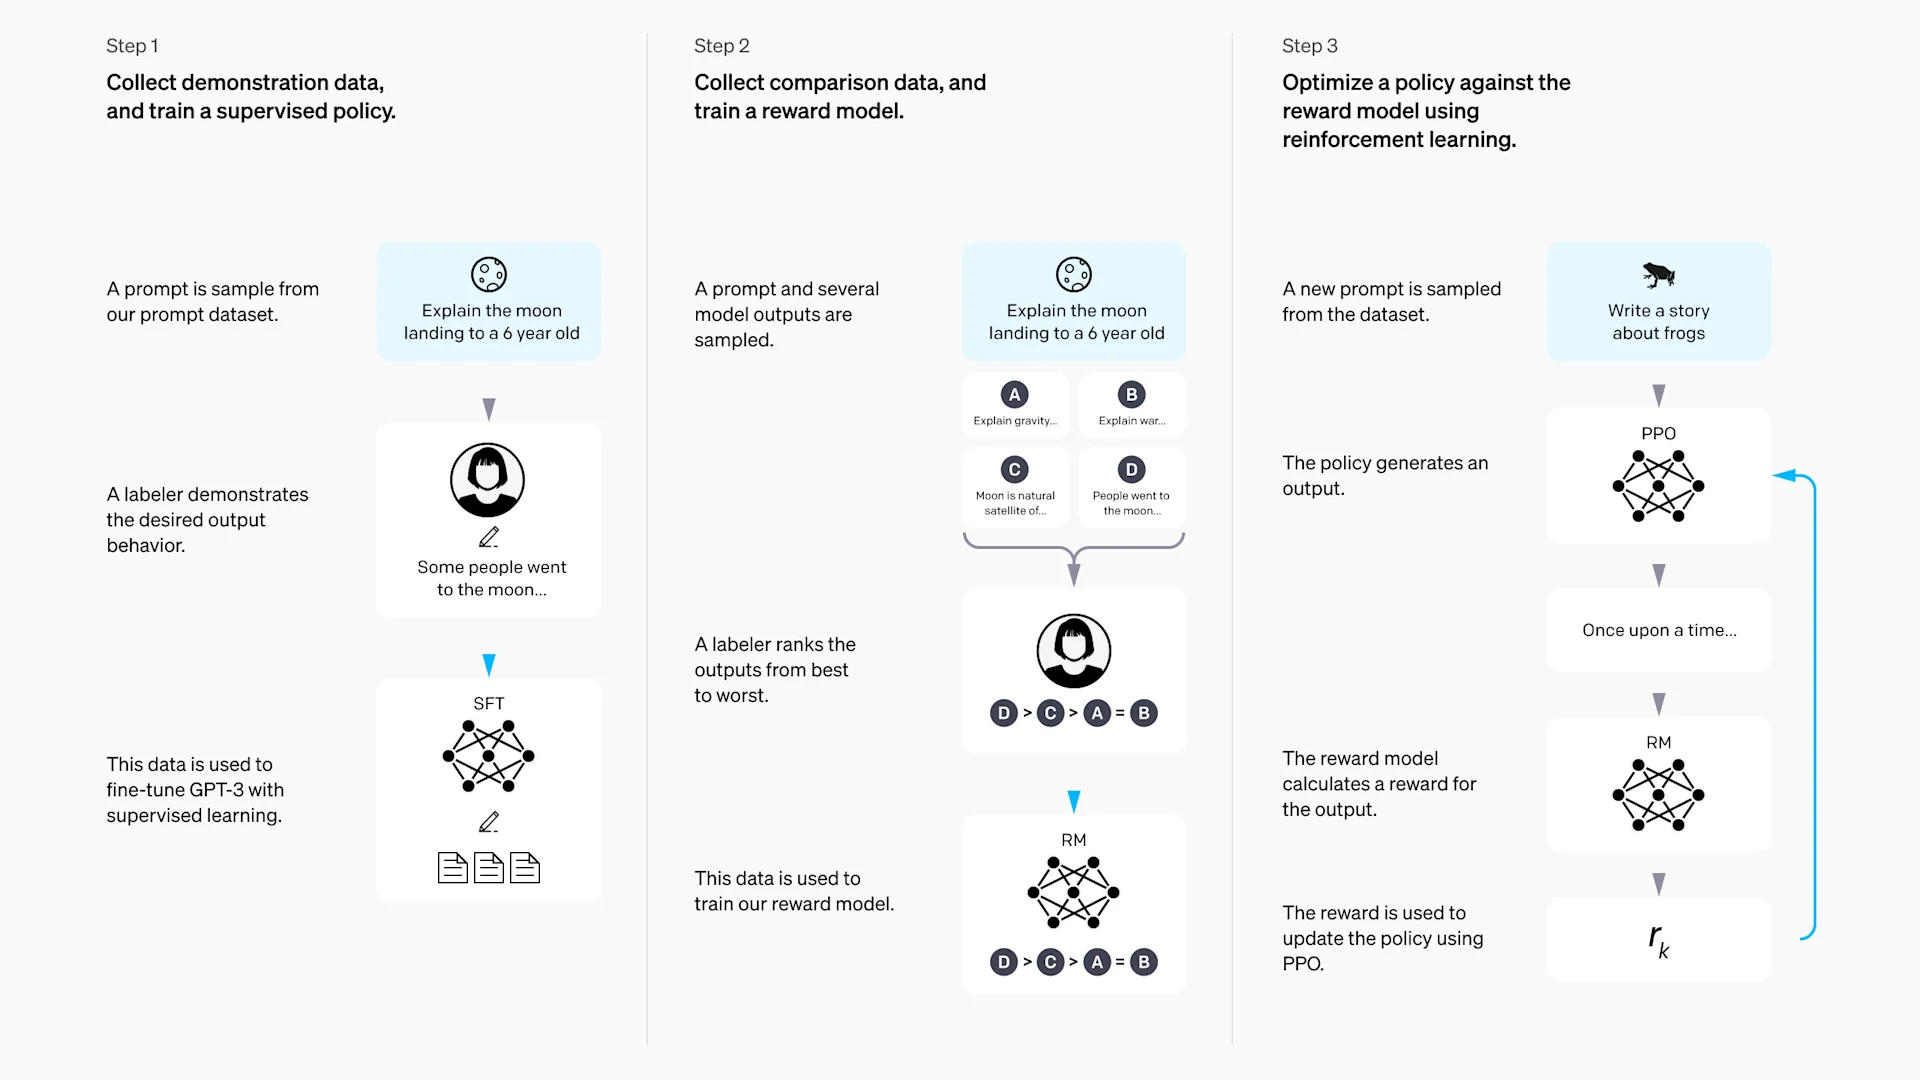 Step 1
Collect demonstration data,
and train a supervised policy.
A prompt is sample from
our prompt dataset.
Explain the moon
landing to a 6 year old
A labeler demonstrates
the desired output
behavior.
Some people went
to the moon...
This data is used to
fine-tune GPT-3 with
supervised learning.
SFT
Step 2
Collect comparison data, and
train a reward model.
A prompt and several
model outputs are
sampled.
Explain the moon
landing to a 6 year old
A
Explain gravity...
B
Explain war...
C
Moon is natural
satellite of...
D
People went to
the moon...
A labeler ranks the
outputs from best
to worst.
D > C > A = B
This data is used to
train our reward model.
RM
D > C > A = B
Step 3
Optimize a policy against the
reward model using
reinforcement learning.
A new prompt is sampled
from the dataset.
Write a story
about frogs
The policy generates an
output.
PPO
Once upon a time...
The reward model
calculates a reward for
the output.
RM
The reward is used to
update the policy using
PPO.
r_k